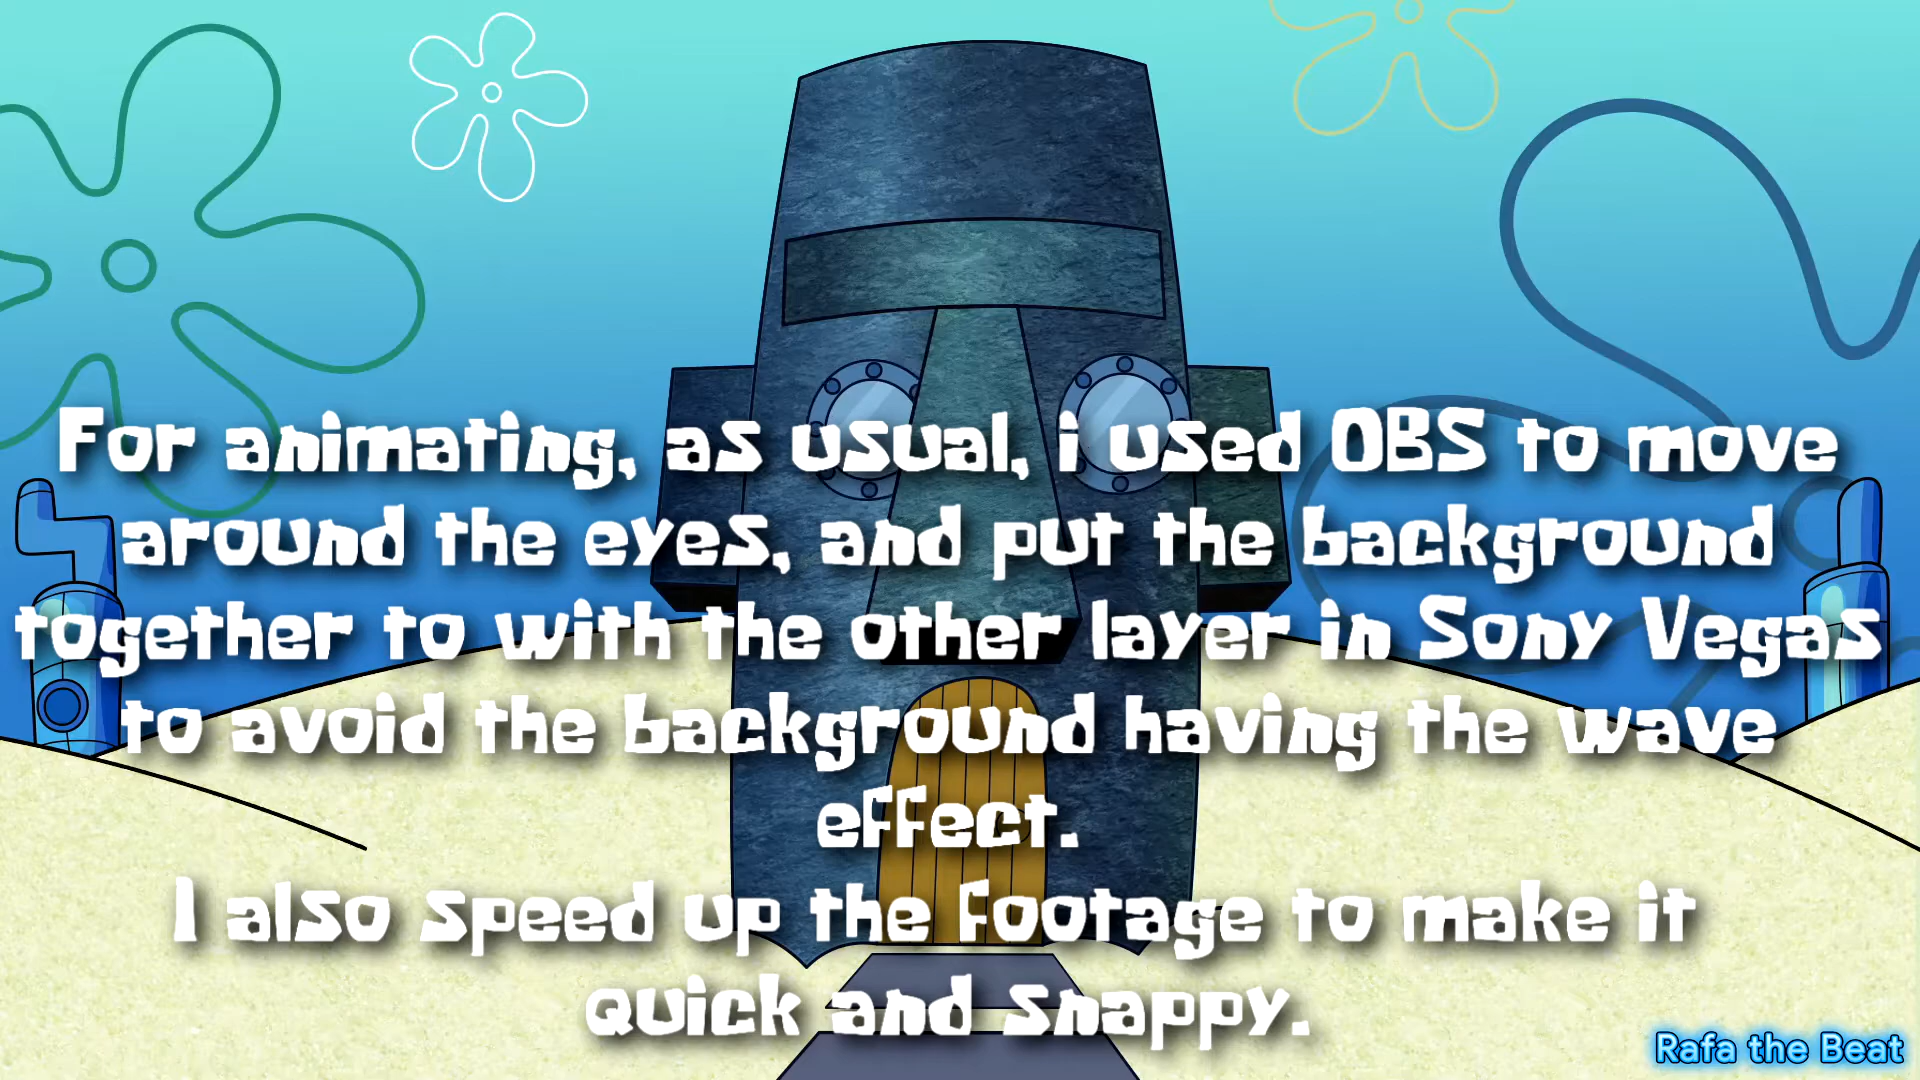 For animating, as usual, i used OBS to move
around the eyes, and put the background
together to with the other layer in Sony Vegas
to avoid the background having the wave
effect.
I also speed up the footage to make it
quick and snappy.
Rafa the Beat